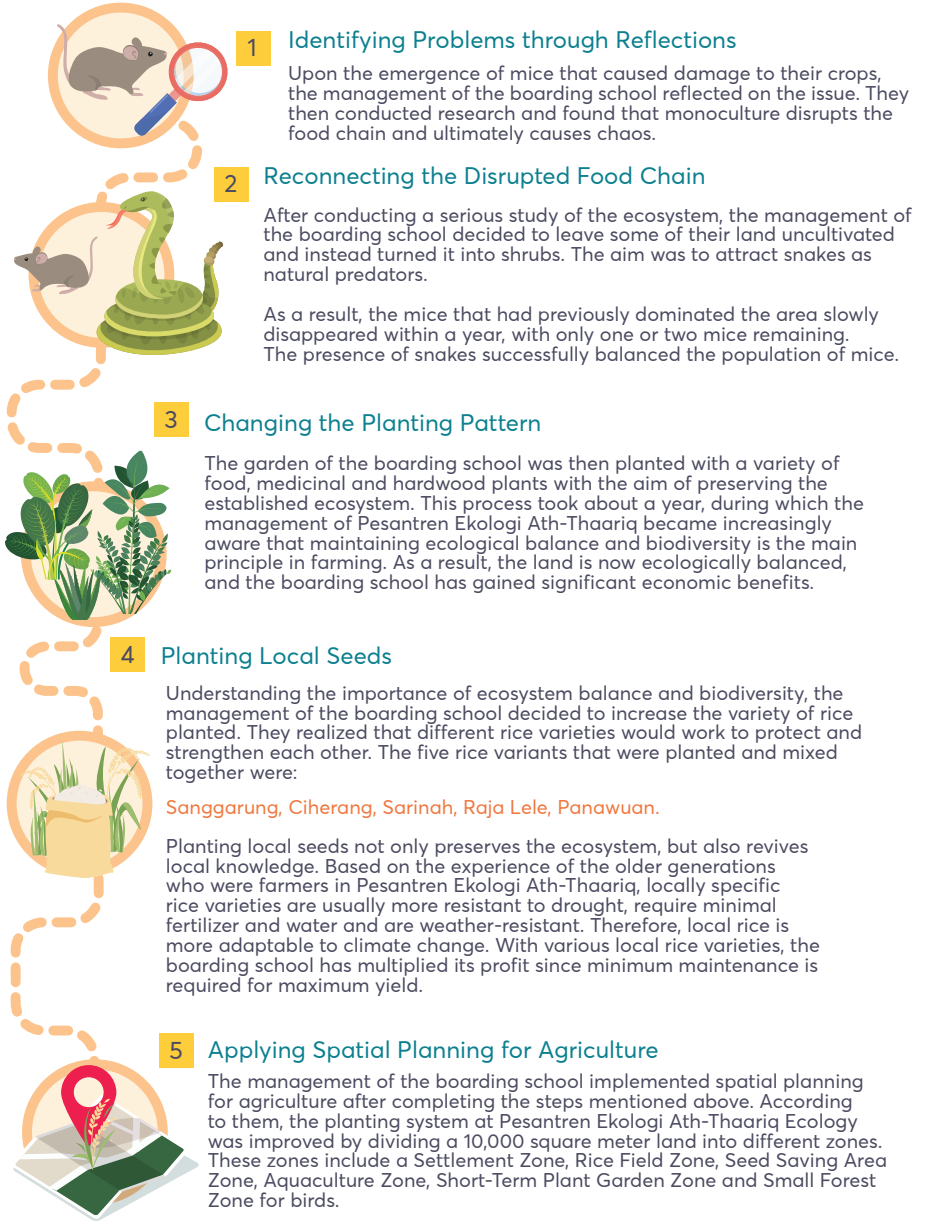 1
Identifying Problems through Reflections
Upon the emergence of mice that caused damage to their crops,
the management of the boarding school reflected on the issue. They
then conducted research and found that monoculture disrupts the
food chain and ultimately causes chaos.
2
Reconnecting the Disrupted Food Chain
After conducting a serious study of the ecosystem, the management of
the boarding school decided to leave some of their land uncultivated
and instead turned it into shrubs. The aim was to attract snakes as
natural predators.
As a result, the mice that had previously dominated the area slowly
disappeared within a year, with only one or two mice remaining.
The presence of snakes successfully balanced the population of mice.
3
Changing the Planting Pattern
The garden of the boarding school was then planted with a variety of
food, medicinal and hardwood plants with the aim of preserving the
established ecosystem. This process took about a year, during which the
management of Pesantren Ekologi Ath-Thaariq became increasingly
aware that maintaining ecological balance and biodiversity is the main
principle in farming. As a result, the land is now ecologically balanced,
and the boarding school has gained significant economic benefits.
4
Planting Local Seeds
Understanding the importance of ecosystem balance and biodiversity, the
management of the boarding school decided to increase the variety of rice
planted. They realized that different rice varieties would work to protect and
strengthen each other. The five rice variants that were planted and mixed
together were:
Sanggarung, Ciherang, Sarinah, Raja Lele, Panawuan.
Planting local seeds not only preserves the ecosystem, but also revives
local knowledge. Based on the experience of the older generations
who were farmers in Pesantren Ekologi Ath-Thaariq, locally specific
rice varieties are usually more resistant to drought, require minimal
fertilizer and water and are weather-resistant. Therefore, local rice is
more adaptable to climate change. With various local rice varieties, the
boarding school has multiplied its profit since minimum maintenance is
required for maximum yield.
5
Applying Spatial Planning for Agriculture
The management of the boarding school implemented spatial planning
for agriculture after completing the steps mentioned above. According
to them, the planting system at Pesantren Ekologi Ath-Thaariq Ecology
was improved by dividing a 10,000 square meter land into different zones.
These zones include a Settlement Zone, Rice Field Zone, Seed Saving Area
Zone, Aquaculture Zone, Short-Term Plant Garden Zone and Small Forest
Zone for birds.